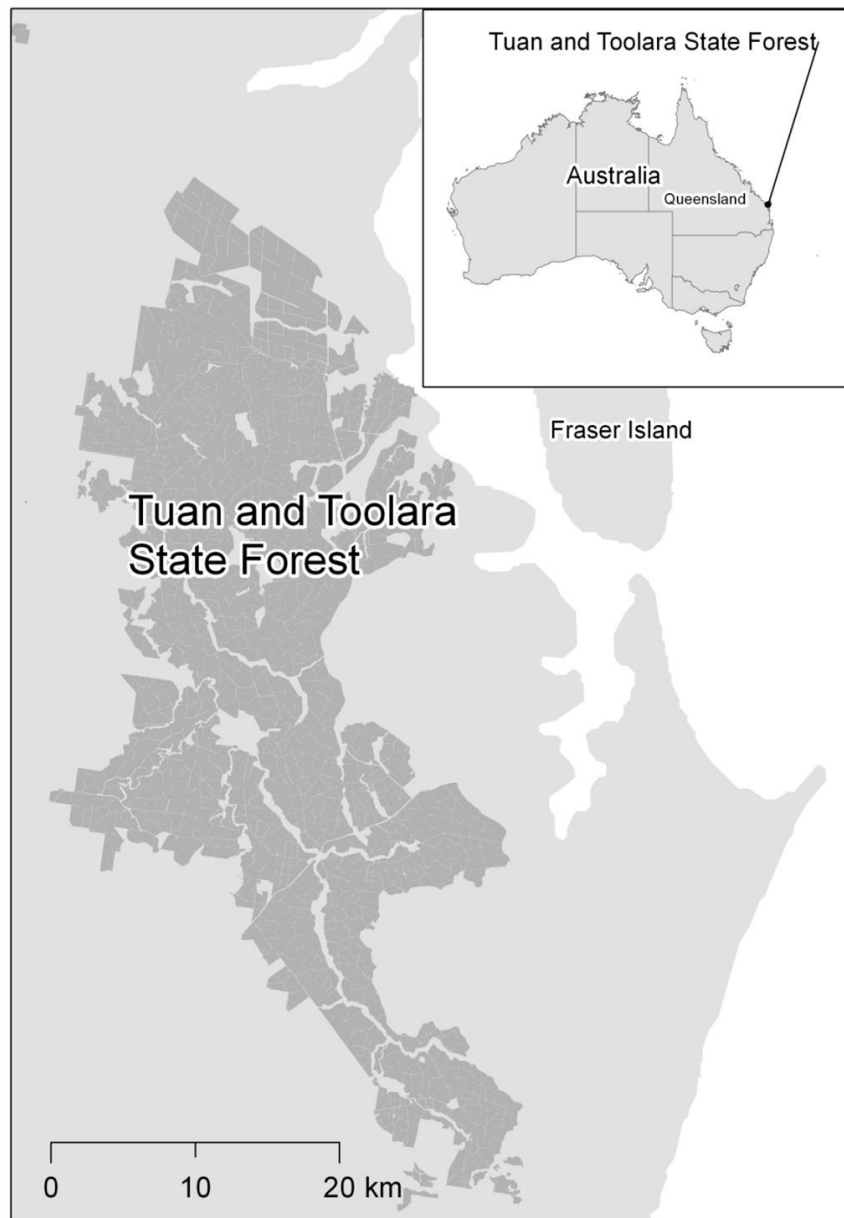 Tuan and Toolara State Forest
Australia
Queensland
Fraser Island
Tuan and Toolara
State Forest
0 10 20 km